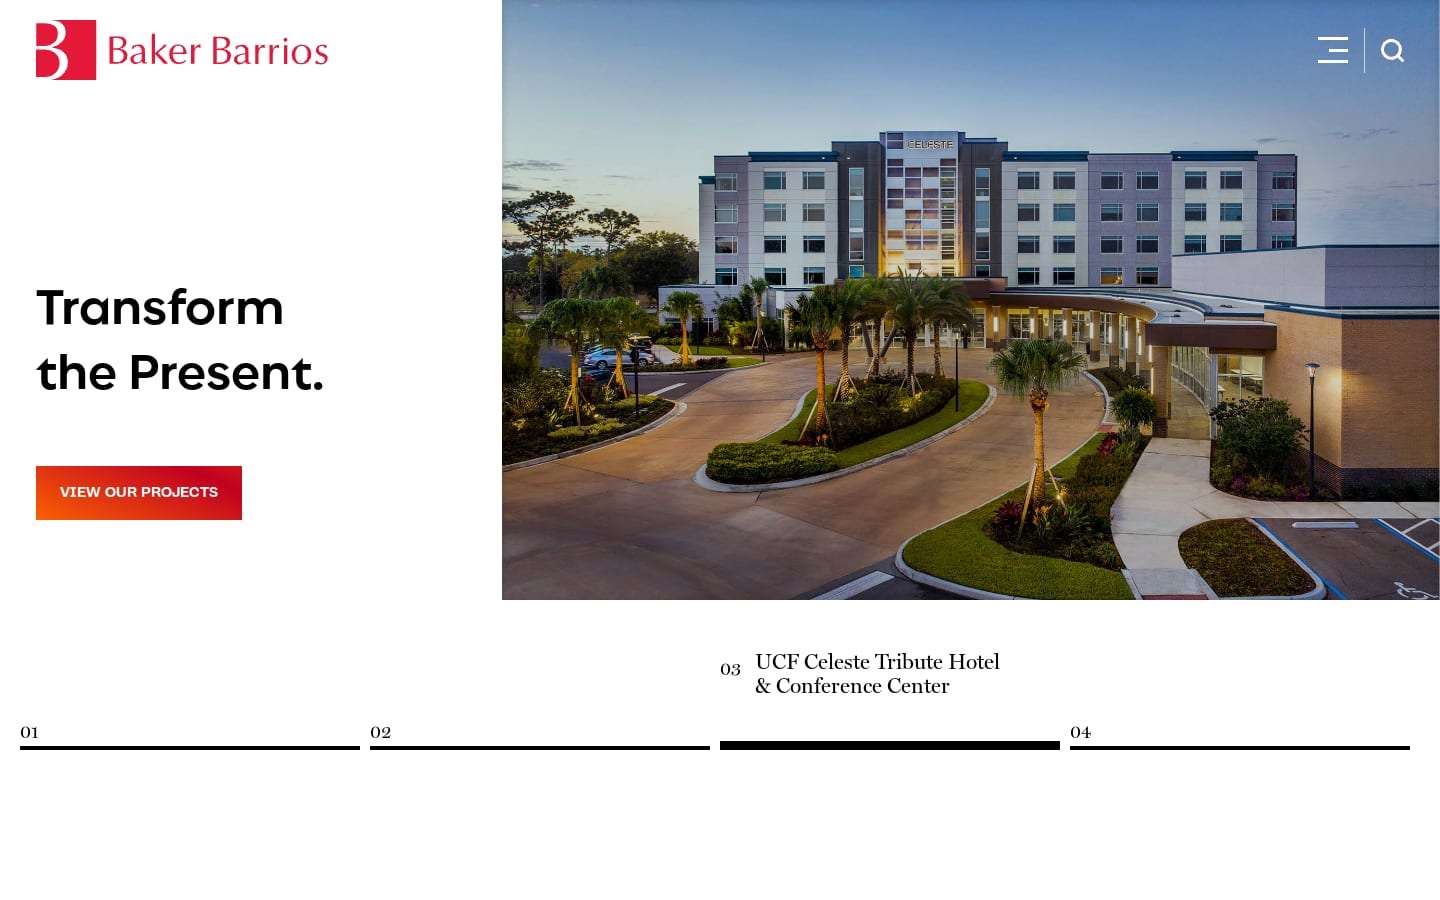 Baker Barrios
CELESTE
Transform
the Present.
VIEW OUR PROJECTS
03
UCF Celeste Tribute Hotel
& Conference Center
01
02
04